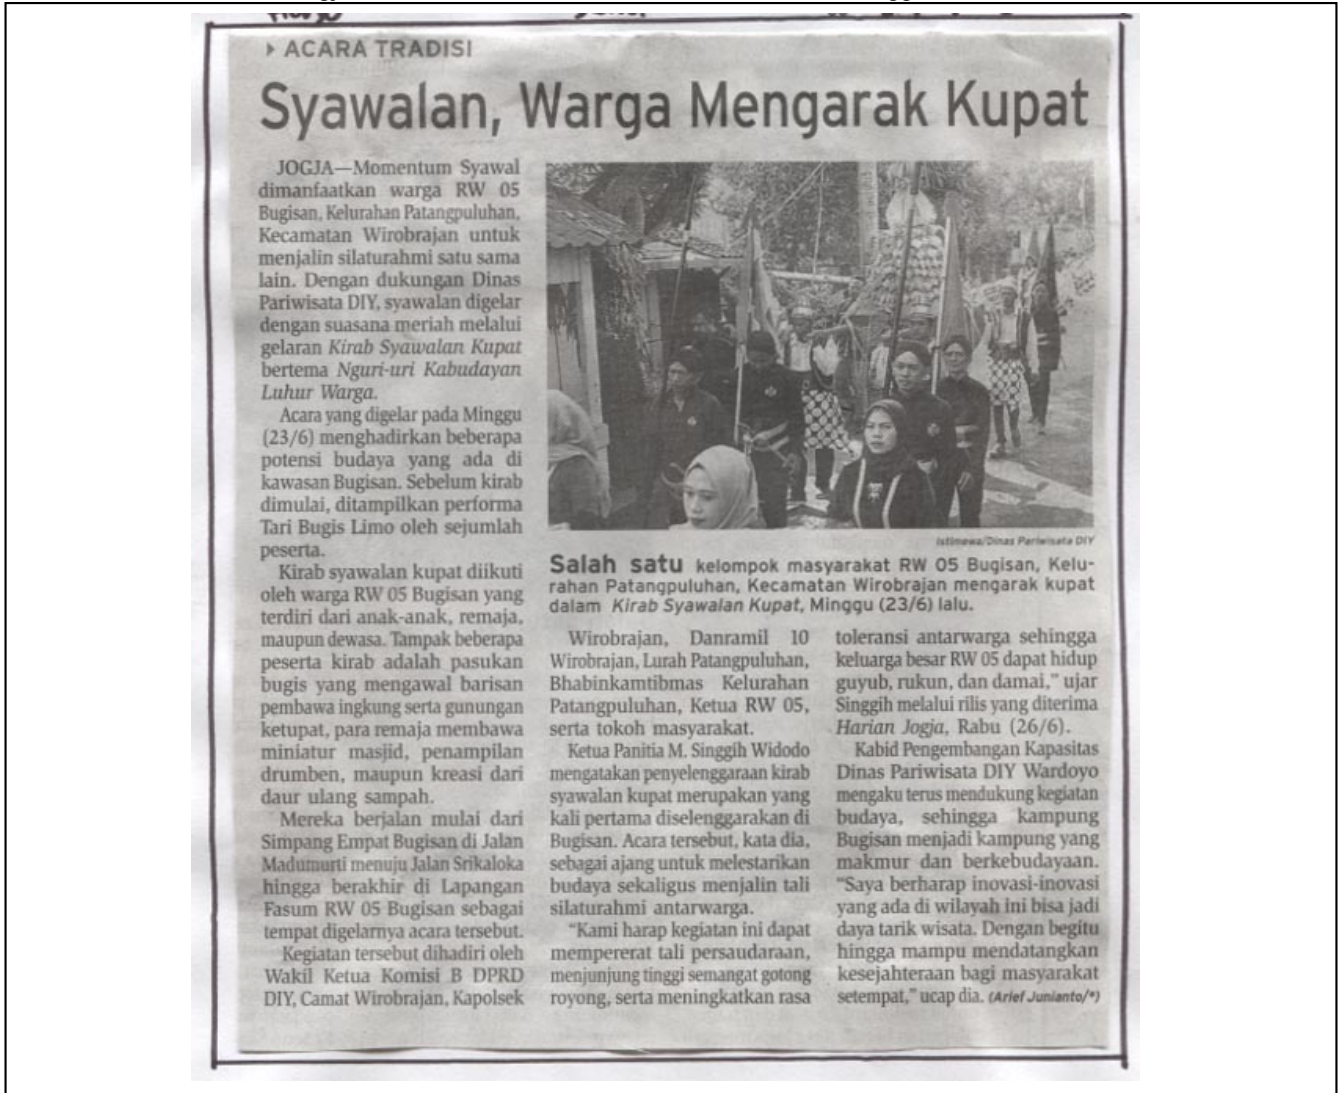 ACARA TRADISI
Syawalan, Warga Mengarak Kupat
JOGJA—Momentum Syawal
dimanfaatkan warga RW 05
Bugisan, Kelurahan Patangpuluhan,
Kecamatan Wirobrajan untuk
menjalin silaturahmi satu sama
lain. Dengan dukungan Dinas
Pariwisata DIY, syawalan digelar
dengan suasana meriah melalui
gelaran Kirab Syawalan Kupat
bertema Nguri-uri Kabudayan
Luhur Warga.
Acara yang digelar pada Minggu
(23/6) menghadirkan beberapa
potensi budaya yang ada di
kawasan Bugisan. Sebelum kirab
dimulai, ditampilkan performa
Tari Bugis Limo oleh sejumlah
peserta.
Kirab syawalan kupat diikuti
oleh warga RW 05 Bugisan yang
terdiri dari anak-anak, remaja,
maupun dewasa. Tampak beberapa
peserta kirab adalah pasukan
bugis yang mengawal barisan
pembawa ingkung serta gunungan
ketupat, para remaja membawa
miniatur masjid, penampilan
drumben, maupun kreasi dari
daur ulang sampah.
Mereka berjalan mulai dari
Simpang Empat Bugisan di Jalan
Madumurti menuju Jalan Srikaloka
hingga berakhir di Lapangan
Fasum RW 05 Bugisan sebagai
tempat digelarnya acara tersebut.
Kegiatan tersebut dihadiri oleh
Wakil Ketua Komisi B DPRD
DIY, Camat Wirobrajan, Kapolsek
Istimewa/Dinas Pariwisata DIY
Salah satu kelompok masyarakat RW 05 Bugisan, Kelu-
rahan Patangpuluhan, Kecamatan Wirobrajan mengarak kupat
dalam Kirab Syawalan Kupat, Minggu (23/6) lalu.
Wirobrajan, Danramil 10
Wirobrajan, Lurah Patangpuluhan,
Bhabinkamtibmas Kelurahan
Patangpuluhan, Ketua RW 05,
serta tokoh masyarakat.
Ketua Panitia M. Singgih Widodo
mengatakan penyelenggaraan kirab
syawalan kupat merupakan yang
kali pertama diselenggarakan di
Bugisan. Acara tersebut, kata dia,
sebagai ajang untuk melestarikan
budaya sekaligus menjalin tali
silaturahmi antarwarga.
“Kami harap kegiatan ini dapat
mempererat tali persaudaraan,
menjunjung tinggi semangat gotong
royong, serta meningkatkan rasa
toleransi antarwarga sehingga
keluarga besar RW 05 dapat hidup
guyub, rukun, dan damai,” ujar
Singgih melalui rilis yang diterima
Harian Jogja, Rabu (26/6).
Kabid Pengembangan Kapasitas
Dinas Pariwisata DIY Wardoyo
mengaku terus mendukung kegiatan
budaya, sehingga kampung
Bugisan menjadi kampung yang
makmur dan berkebudayaan.
“Saya berharap inovasi-inovasi
yang ada di wilayah ini bisa jadi
daya tarik wisata. Dengan begitu
hingga mampu mendatangkan
kesejahteraan bagi masyarakat
setempat,” ucap dia. (Arief Junianto/*)